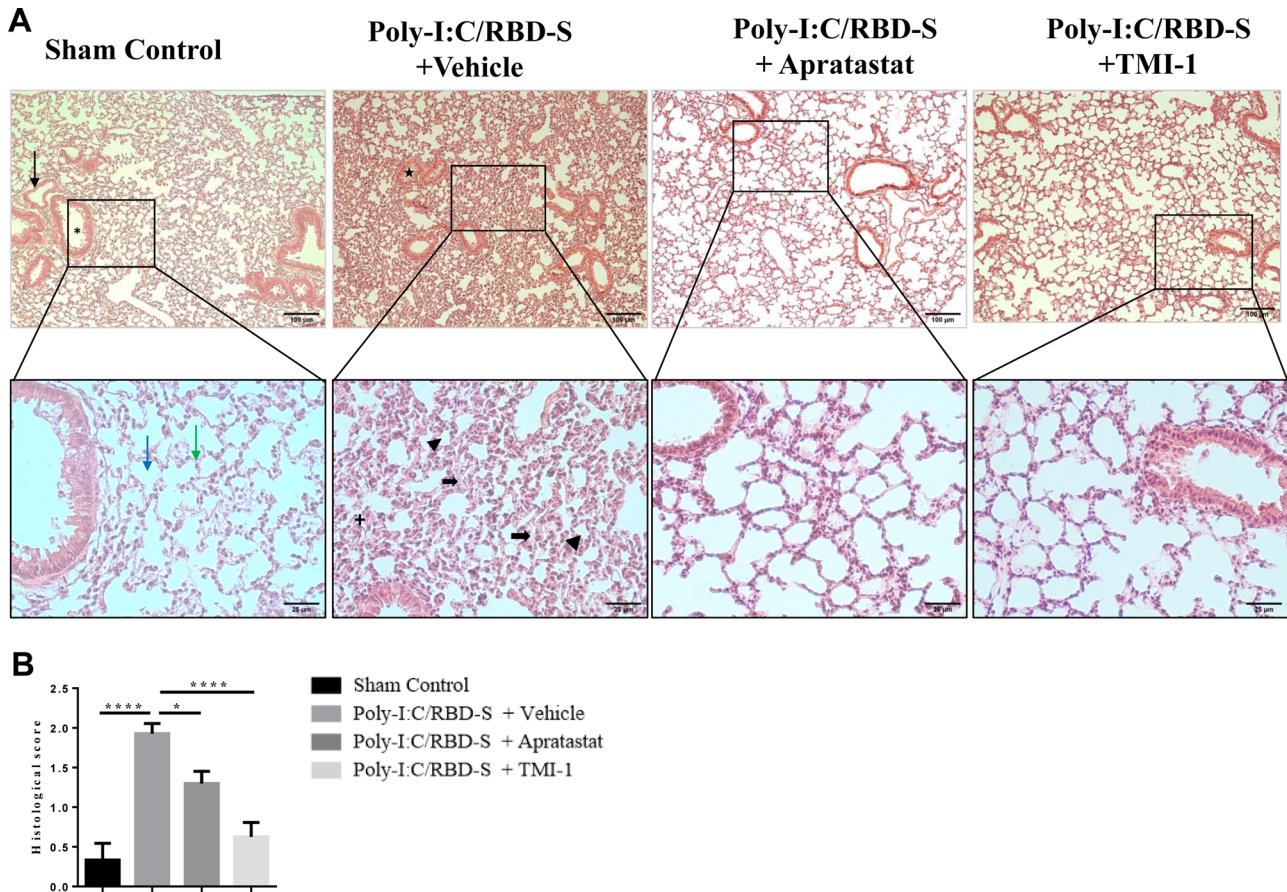 A
Sham Control
Poly-I:C/RBD-S
+Vehicle
Poly-I:C/RBD-S
+ Apratastat
Poly-I:C/RBD-S
+TMI-1
*
★
100 µm
100 µm
100 µm
100 µm
+
25 µm
25 µm
25 µm
25 µm
B
Histological score
2.5
2.0
1.5
1.0
0.5
0.0
****
*
****
Sham Control
Poly-I:C/RBD-S + Vehicle
Poly-I:C/RBD-S + Apratastat
Poly-I:C/RBD-S + TMI-1